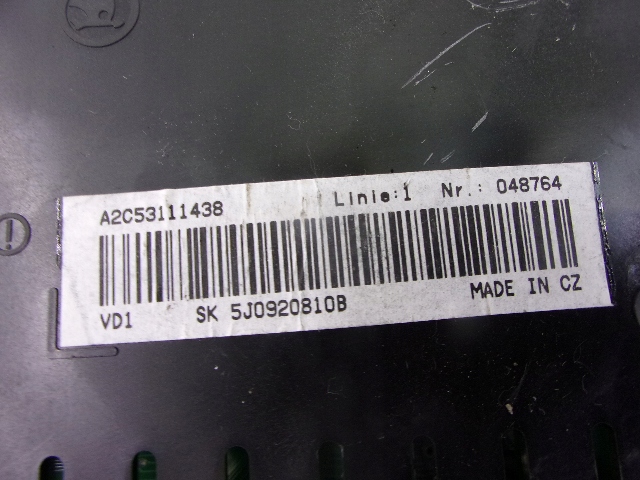 A2C53111438 Linie:1 Nr.: 048764
VD1 SK 5J0920810B MADE IN CZ